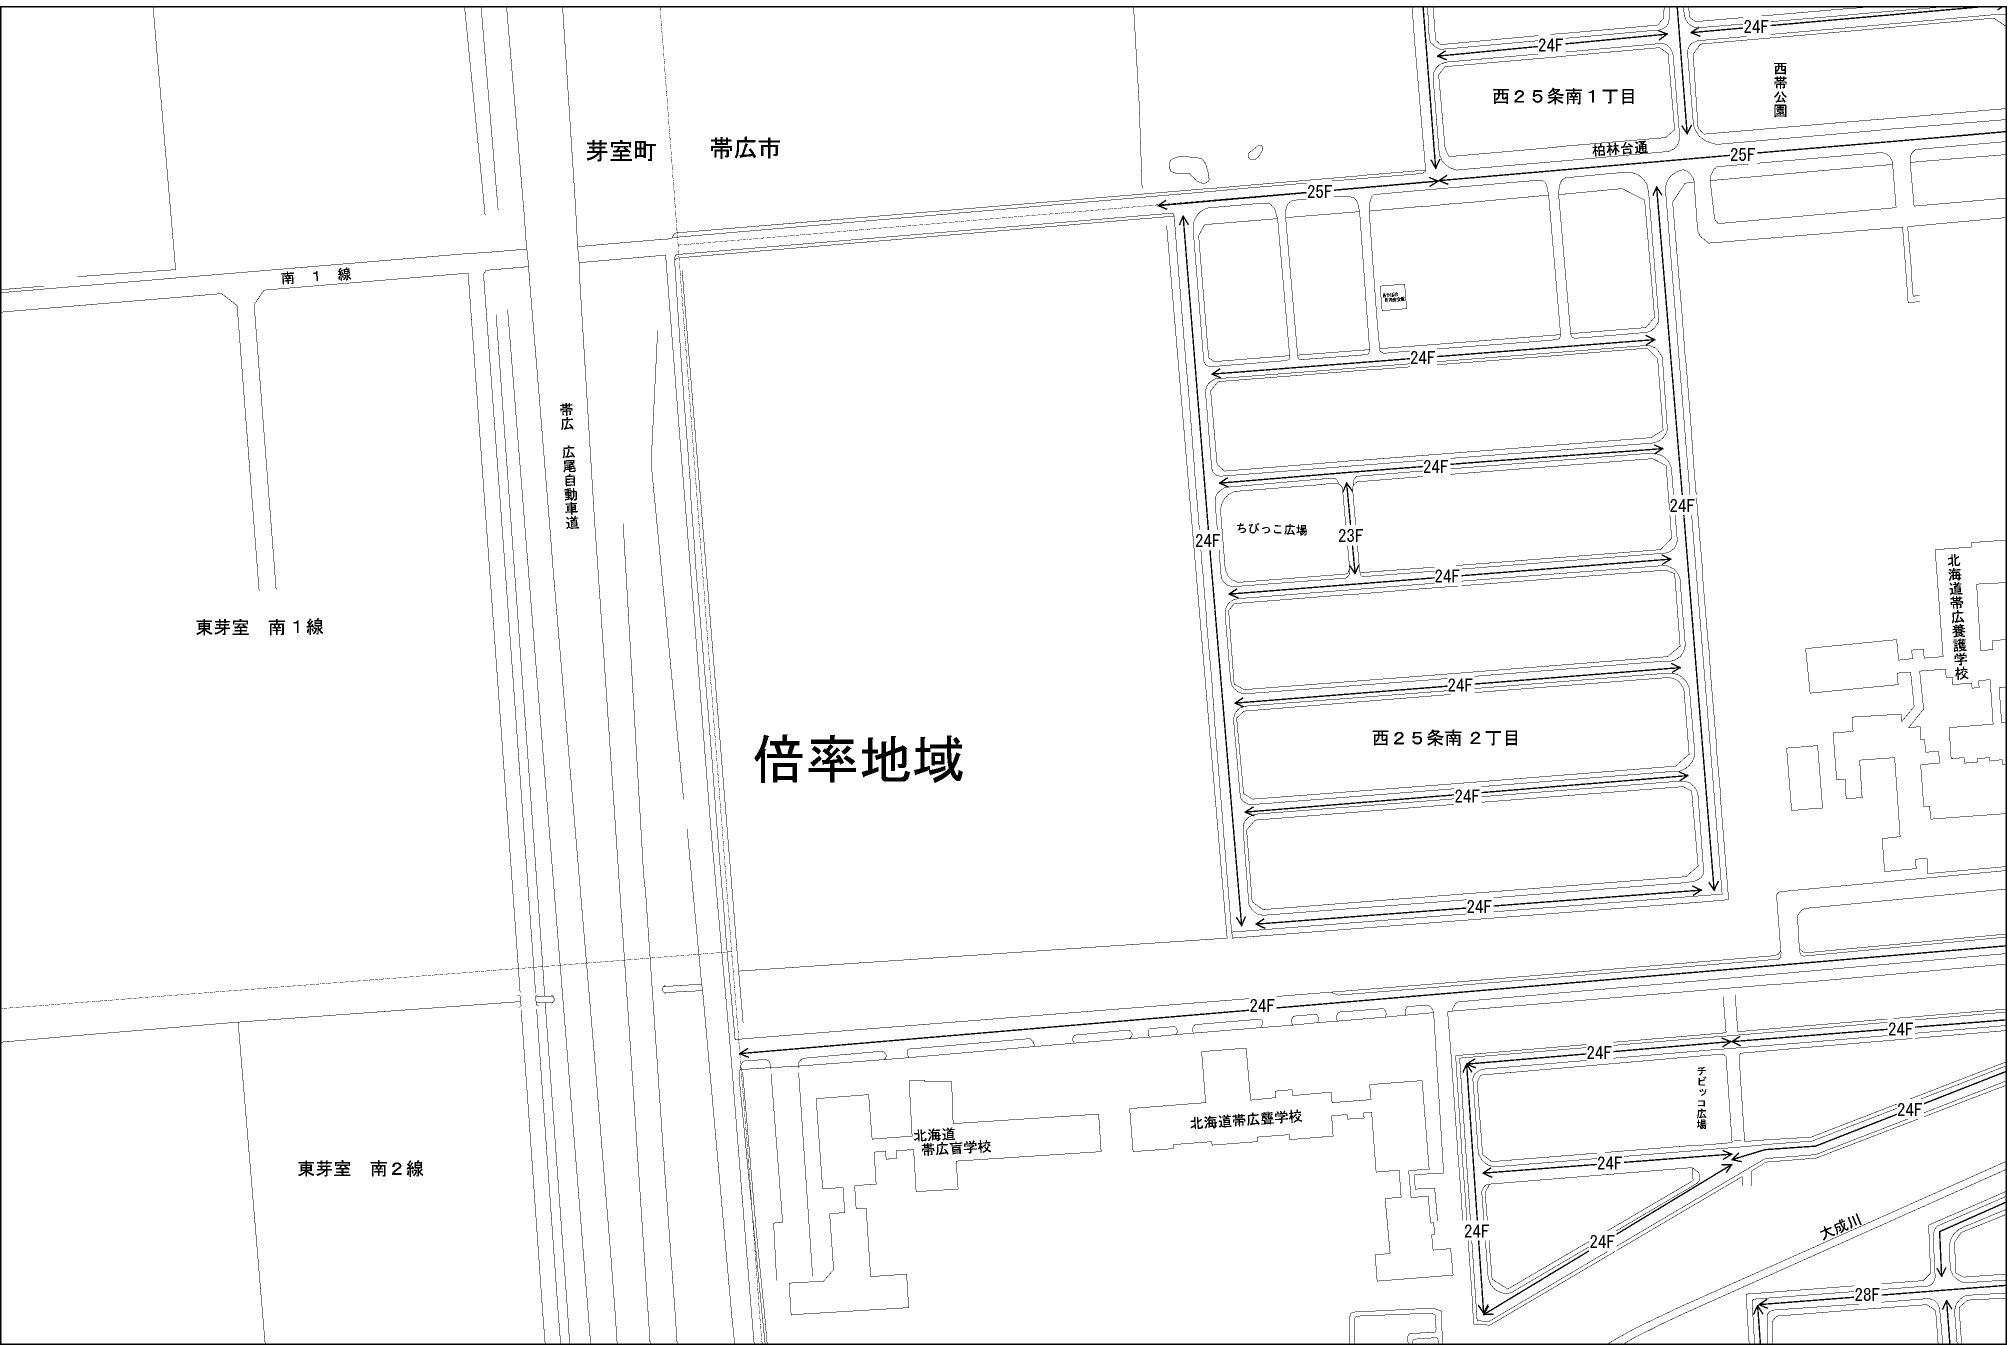 24F
24F
西２５条南１丁目
西帯公園
芽室町
帯広市
柏林台通
25F
25F
南　１　線
24F
帯広　広尾自動車道
24F
24F
ちびっこ広場
23F
24F
24F
24F
北海道帯広養護学校
東芽室　南１線
24F
西２５条南２丁目
倍率地域
24F
24F
24F
24F
24F
24F
チビッコ広場
24F
北海道帯広聾学校
北海道
帯広盲学校
24F
東芽室　南２線
24F
24F
大成川
28F